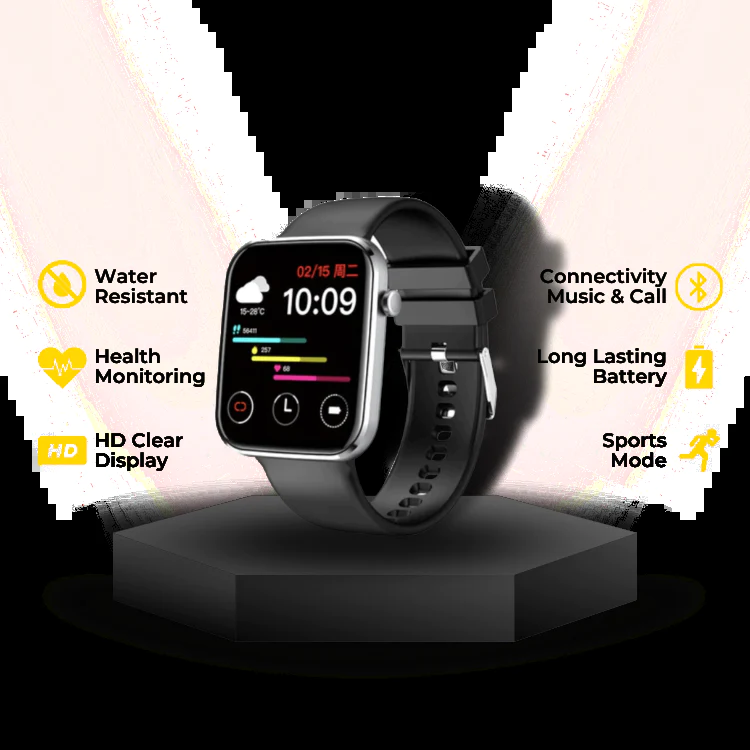 Water
Resistant
Health
Monitoring
HD
HD Clear
Display
02/15 周二
10:09
15-28°C
56411
257
68
Connectivity
Music & Call
Long Lasting
Battery
Sports
Mode